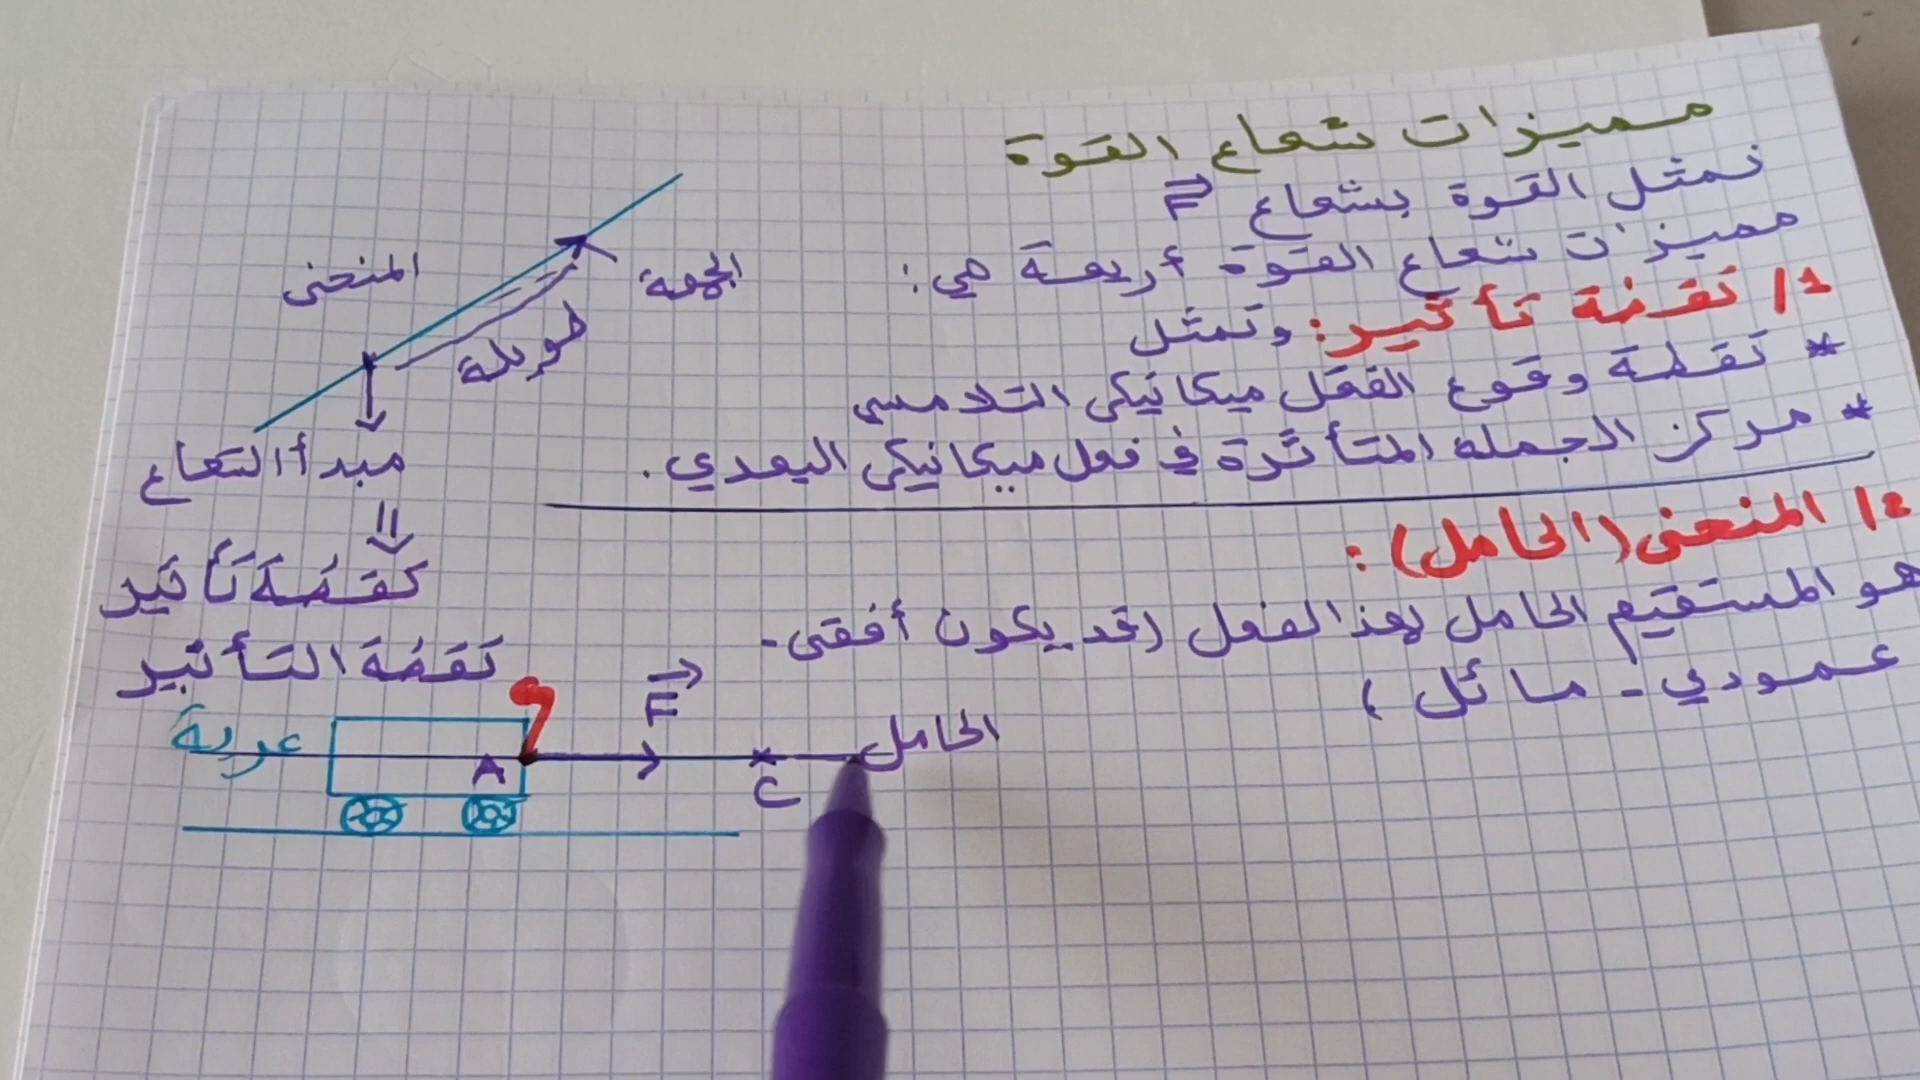 مميزات شعاع القوة
نمثل القوة بشعاع F
مميزات شعاع القوة أربعة هي:
1/ نقطة تأثير: وتمثل
* نقطة وقوع الفعل ميكانيكي التلامسي
* مركز الجملة المتأثرة في فعل ميكانيكي البعدي.
2/ المنحنى (الحامل):
هو المستقيم الحامل لهذا الفعل (قد يكون أفقي-
عمودي - مائل)
المنحنى
الجهة
طويلة
مبدأ الشعاع
نقطة تأثير
نقطة التأثير
F
عربة
A
الحامل